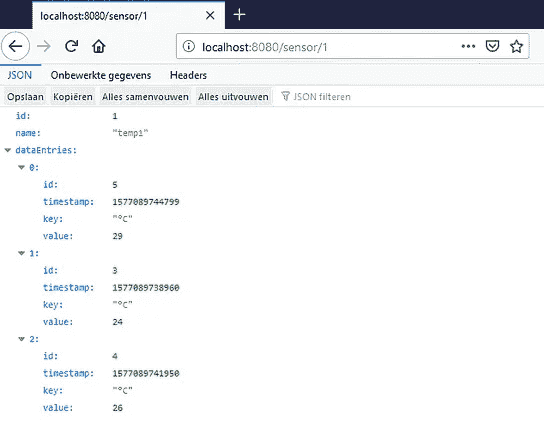 localhost:8080/sensor/1
localhost:8080/sensor/1
JSON Onbewerkte gegevens Headers
Opslaan Kopiëren Alles samenvouwen Alles uitvouwen JSON filteren
id: 1
name: "temp1"
dataEntries:
0:
id: 5
timestamp: 1577089744799
key: "°C"
value: 29
1:
id: 3
timestamp: 1577089738960
key: "°C"
value: 24
2:
id: 4
timestamp: 1577089741950
key: "°C"
value: 26